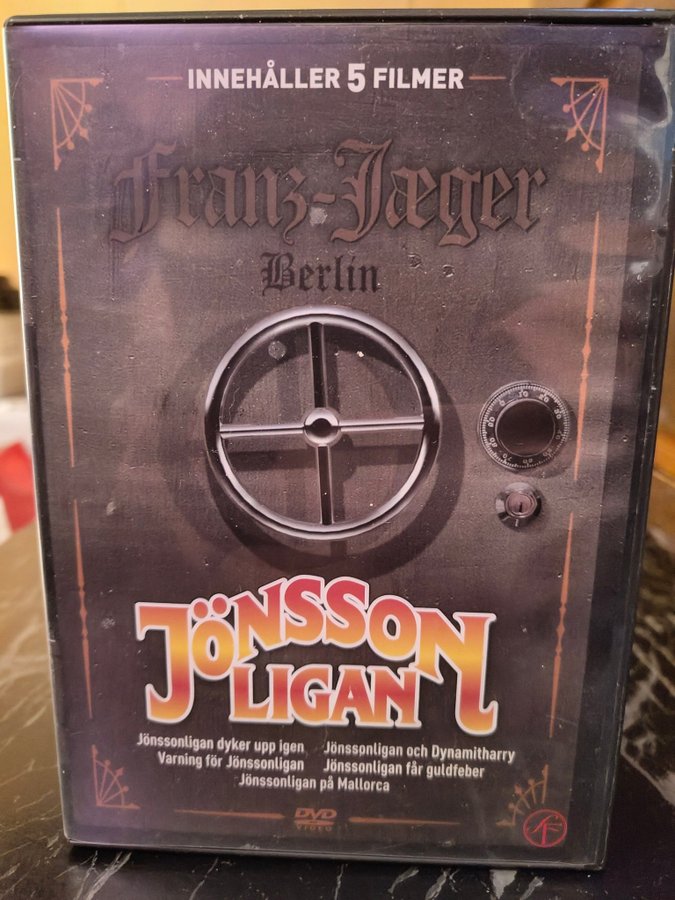 INNEHÅLLER 5 FILMER
Franz-Jæger
Berlin
JÖNSSON
LIGAN
Jönssonligan dyker upp igen Jönssonligan och Dynamitharry
Varning för Jönssonligan Jönssonligan får guldfeber
Jönssonligan på Mallorca
DVD
VIDEO
SF